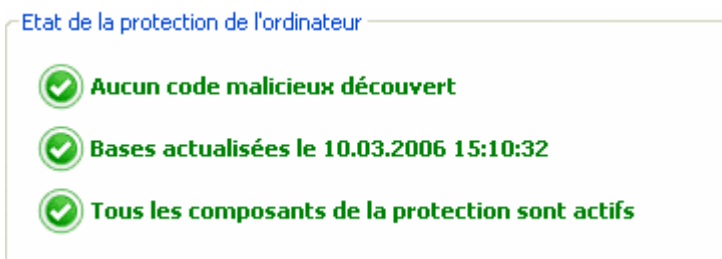 Etat de la protection de l'ordinateur
Aucun code malicieux découvert
Bases actualisées le 10.03.2006 15:10:32
Tous les composants de la protection sont actifs